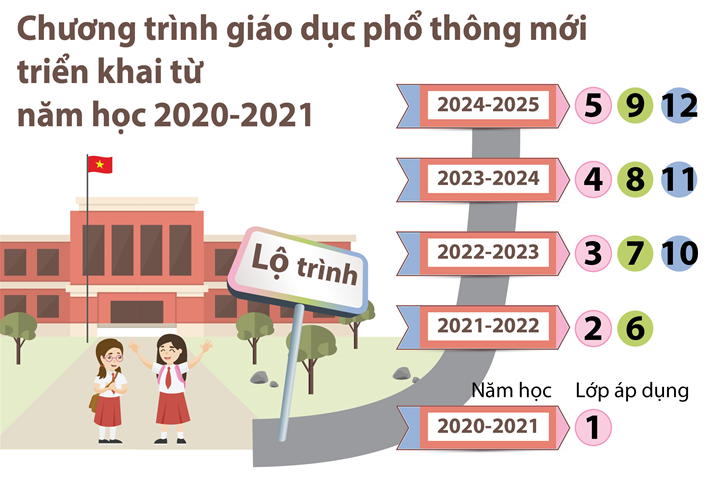 Chương trình giáo dục phổ thông mới
triển khai từ
năm học 2020-2021
Lộ trình
2024-2025 5 9 12
2023-2024 4 8 11
2022-2023 3 7 10
2021-2022 2 6
Năm học Lớp áp dụng
2020-2021 1